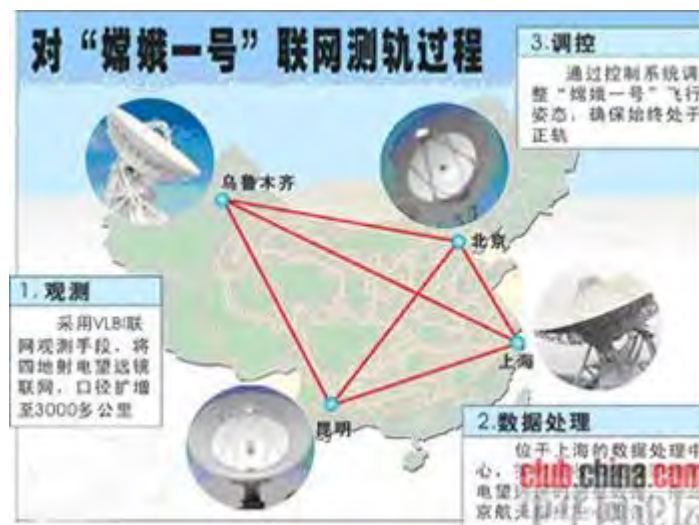 对“嫦娥一号”联网测轨过程
3.调控
通过控制系统调
整“嫦娥一号”飞行
姿态，确保始终处于
正轨
乌鲁木齐
北京
1.观测
采用VLBI联
网观测手段，将
四地射电望远镜
联网，口径扩增
至3000多公里
上海
昆明
2.数据处理
位于上海的数据处理中
心，
电望
京航天
club.china.com